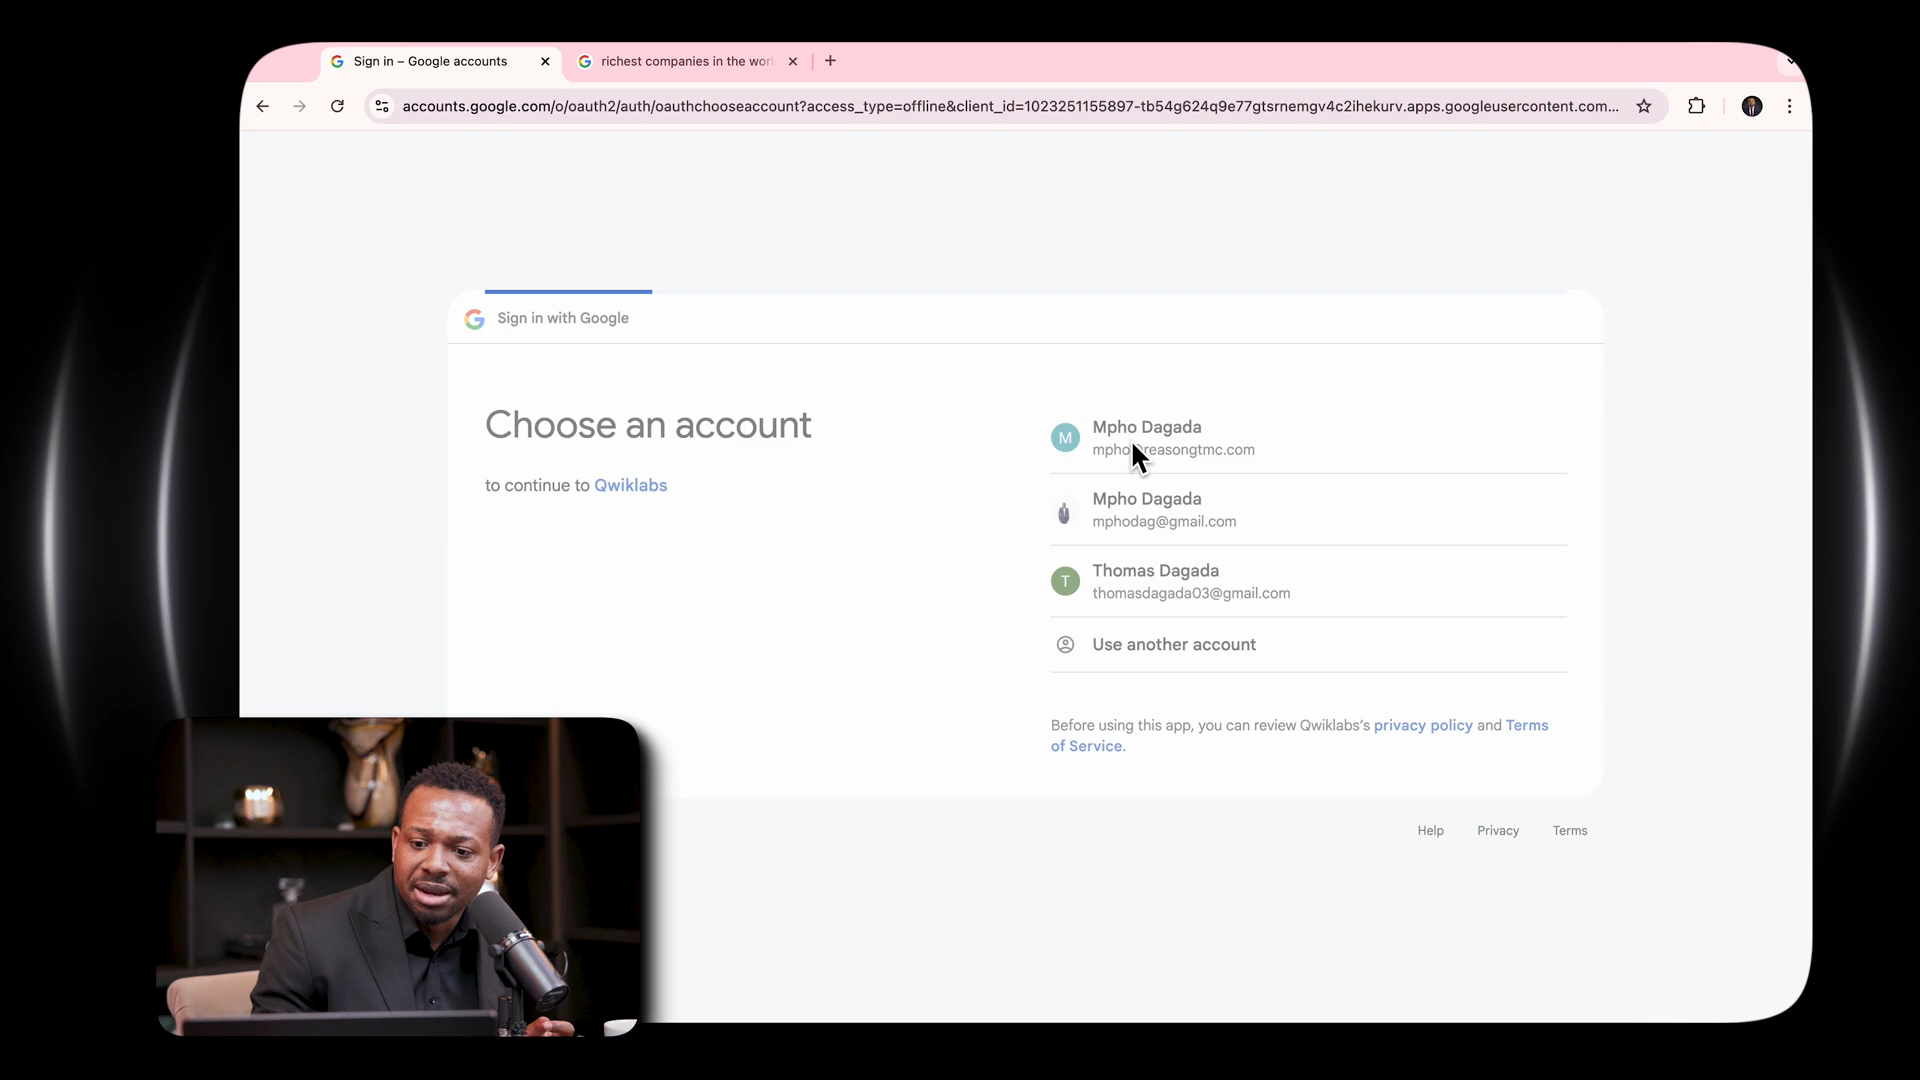 Sign in – Google accounts
richest companies in the worl
accounts.google.com/o/oauth2/auth/oauthchooseaccount?access_type=offline&client_id=1023251155897-tb54g624q9e77gtsrnemgv4c2ihekurv.apps.googleusercontent.com...
Sign in with Google
Choose an account
to continue to Qwiklabs
M
Mpho Dagada
mpho reasongtmc.com
Mpho Dagada
mphodag@gmail.com
T
Thomas Dagada
thomasdagada03@gmail.com
Use another account
Before using this app, you can review Qwiklabs's privacy policy and Terms
of Service.
Help Privacy Terms